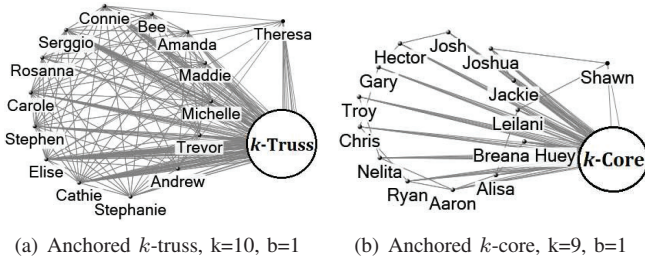 Connie
Bee
Serggio
Amanda
Theresa
Rosanna
Maddie
Carole
Michelle
Stephen
Trevor
k-Truss
Elise
Andrew
Cathie
Stephanie
(a) Anchored k-truss, k=10, b=1
Josh
Hector
Joshua
Gary
Shawn
Jackie
Troy
Leilani
Chris
Breana Huey
k-Core
Nelita
Alisa
Ryan
Aaron
(b) Anchored k-core, k=9, b=1